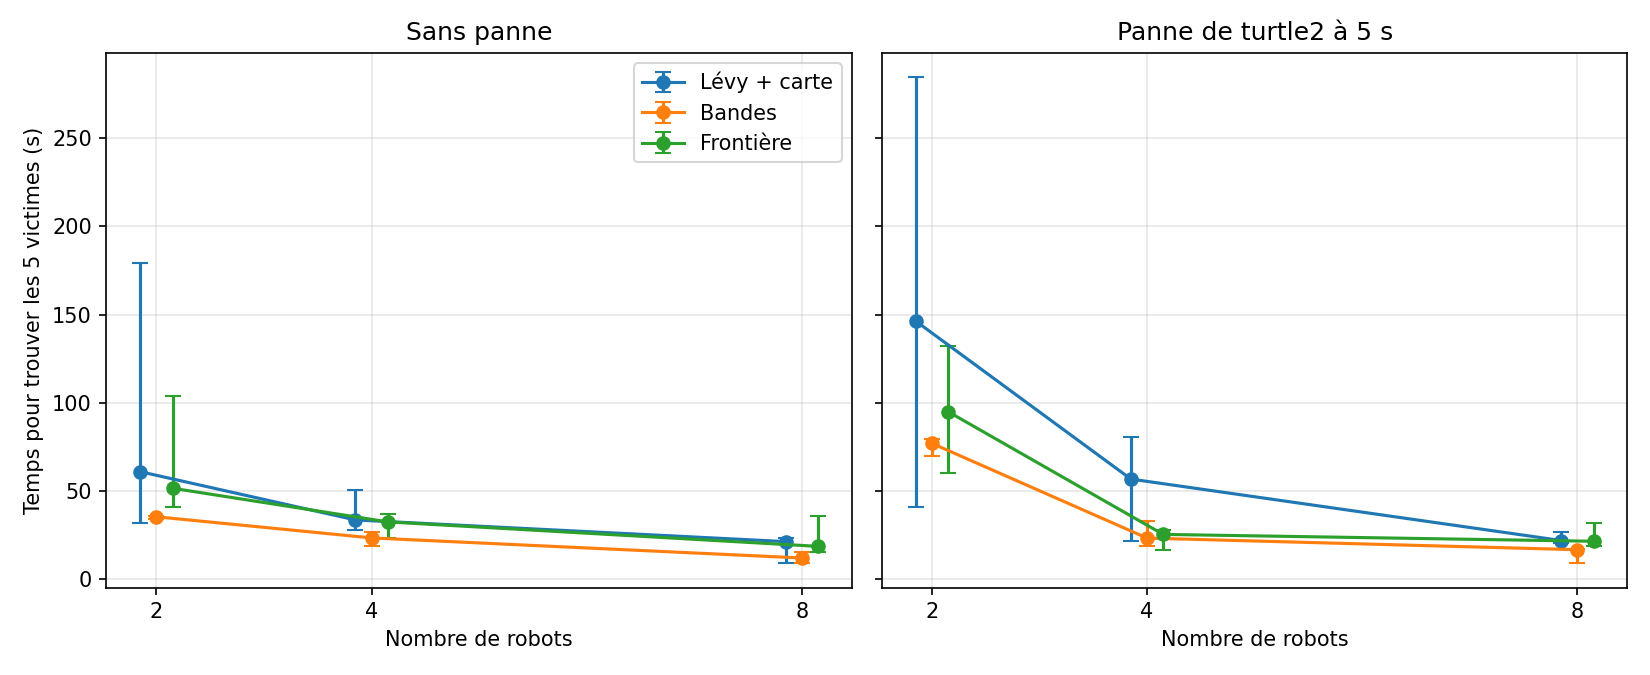 Sans panne
Panne de turtle2 à 5 s
Lévy + carte
Bandes
Frontière
Temps pour trouver les 5 victimes (s)
250
200
150
100
50
0
2
4
8
2
4
8
Nombre de robots
Nombre de robots